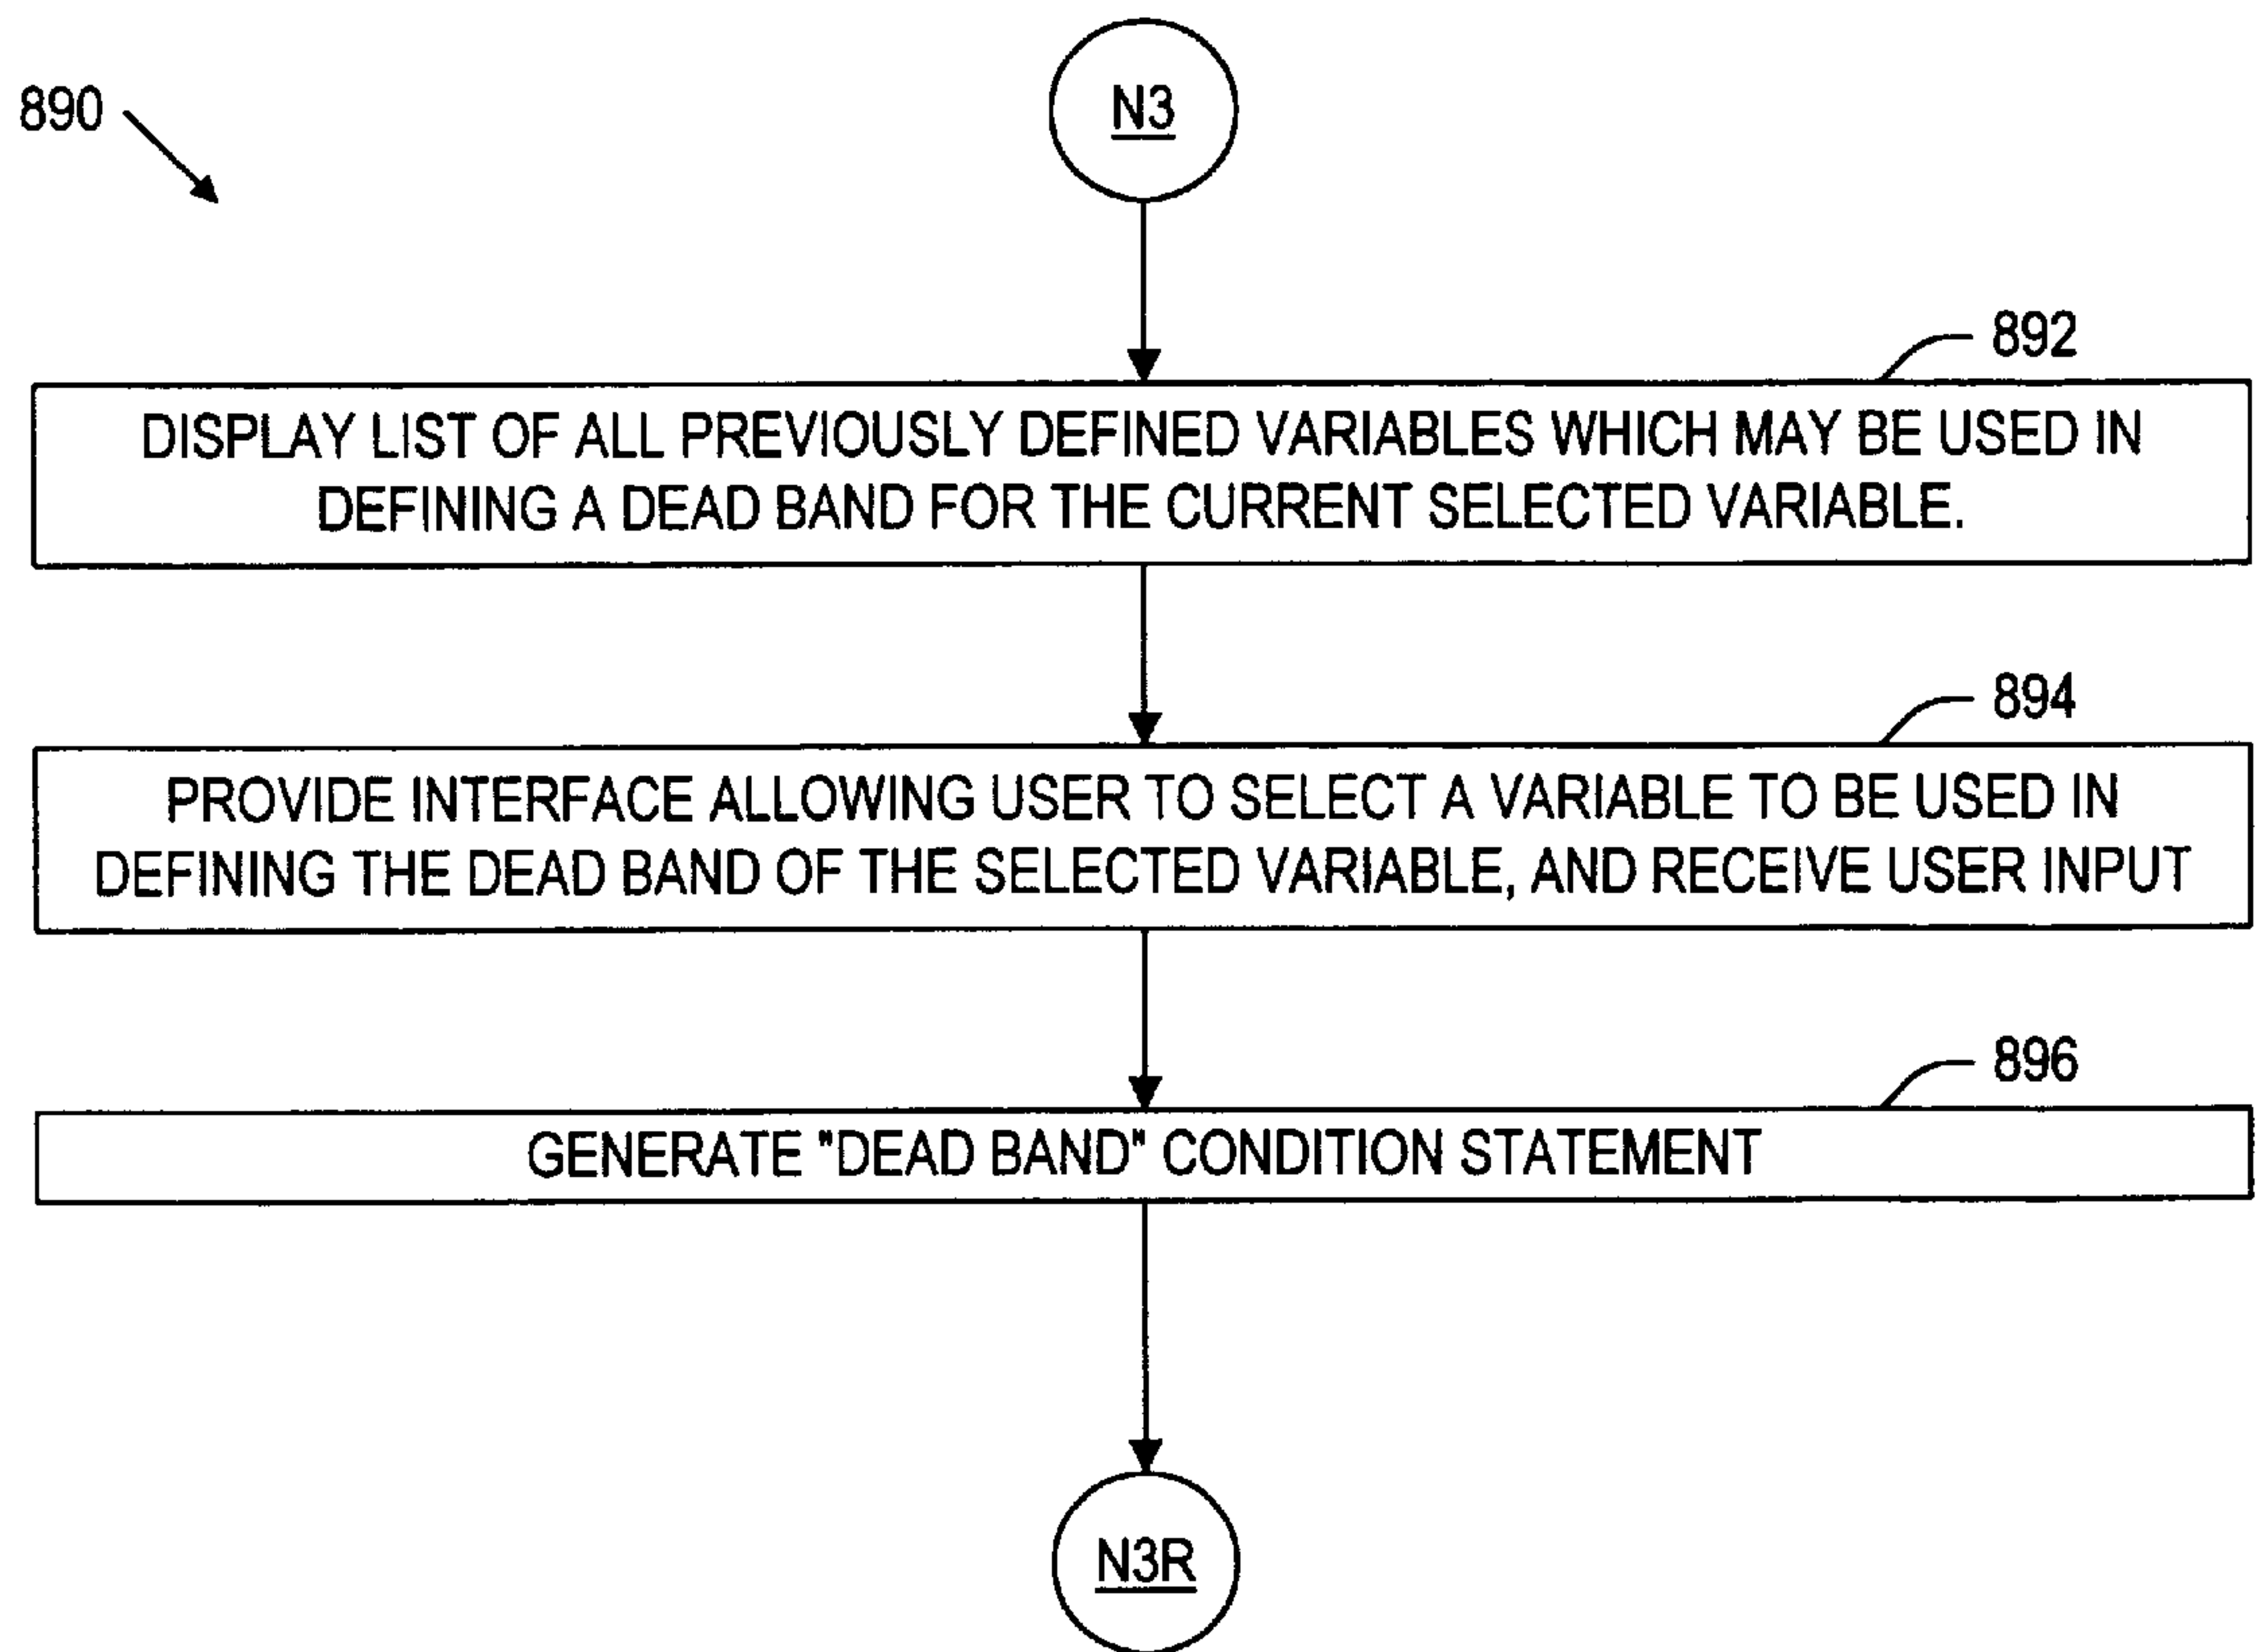 890
N3
892
DISPLAY LIST OF ALL PREVIOUSLY DEFINED VARIABLES WHICH MAY BE USED IN
DEFINING A DEAD BAND FOR THE CURRENT SELECTED VARIABLE.
894
PROVIDE INTERFACE ALLOWING USER TO SELECT A VARIABLE TO BE USED IN
DEFINING THE DEAD BAND OF THE SELECTED VARIABLE, AND RECEIVE USER INPUT
896
GENERATE "DEAD BAND" CONDITION STATEMENT
N3R